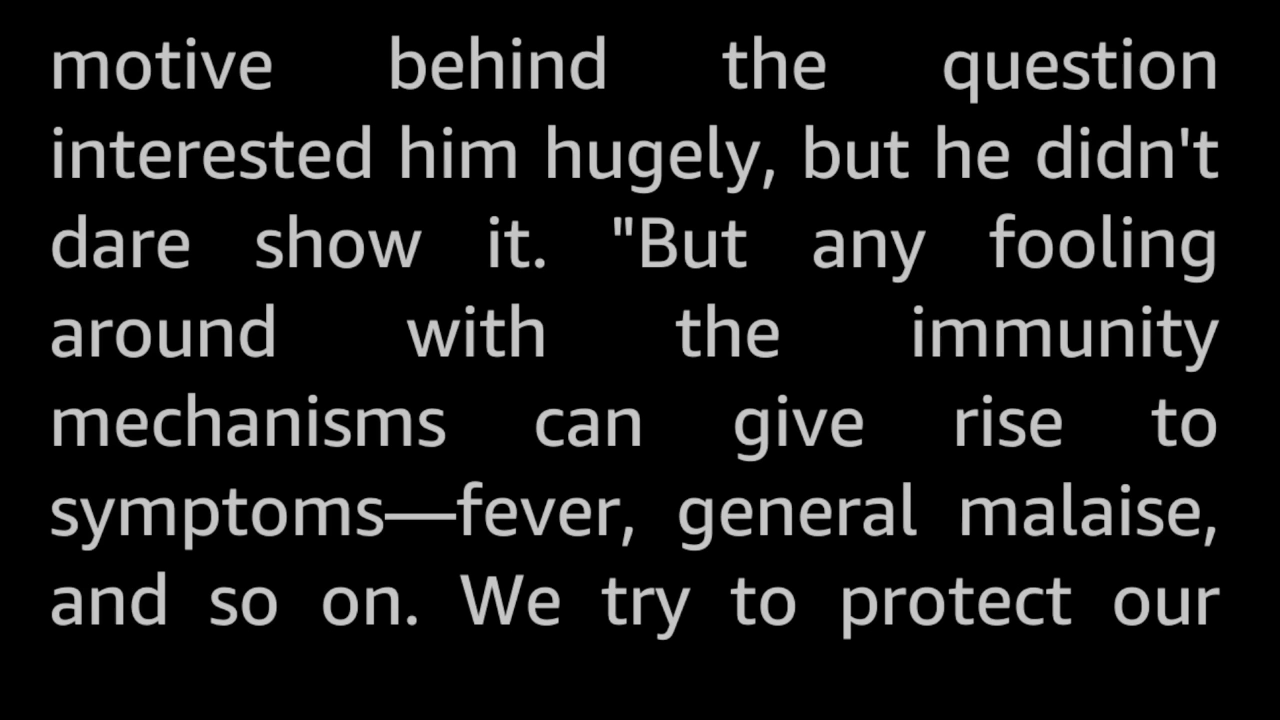 motive behind the question
interested him hugely, but he didn't
dare show it. "But any fooling
around with the immunity
mechanisms can give rise to
symptoms—fever, general malaise,
and so on. We try to protect our